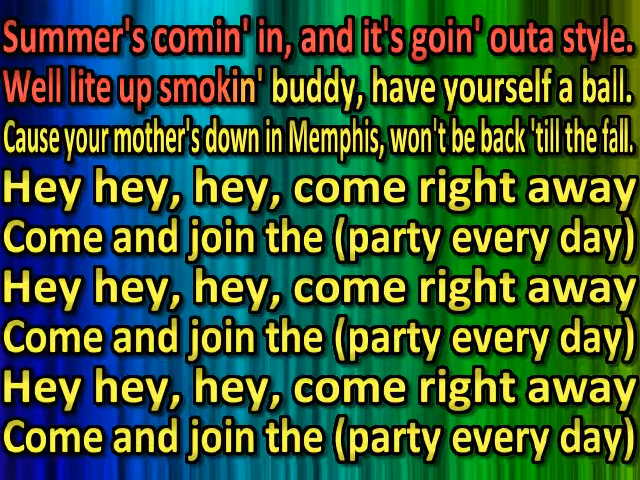 Summer's comin' in, and it's goin' outa style.
Well lite up smokin' buddy, have yourself a ball.
Cause your mother's down in Memphis, won't be back 'till the fall.
Hey hey, hey, come right away
Come and join the (party every day)
Hey hey, hey, come right away
Come and join the (party every day)
Hey hey, hey, come right away
Come and join the (party every day)